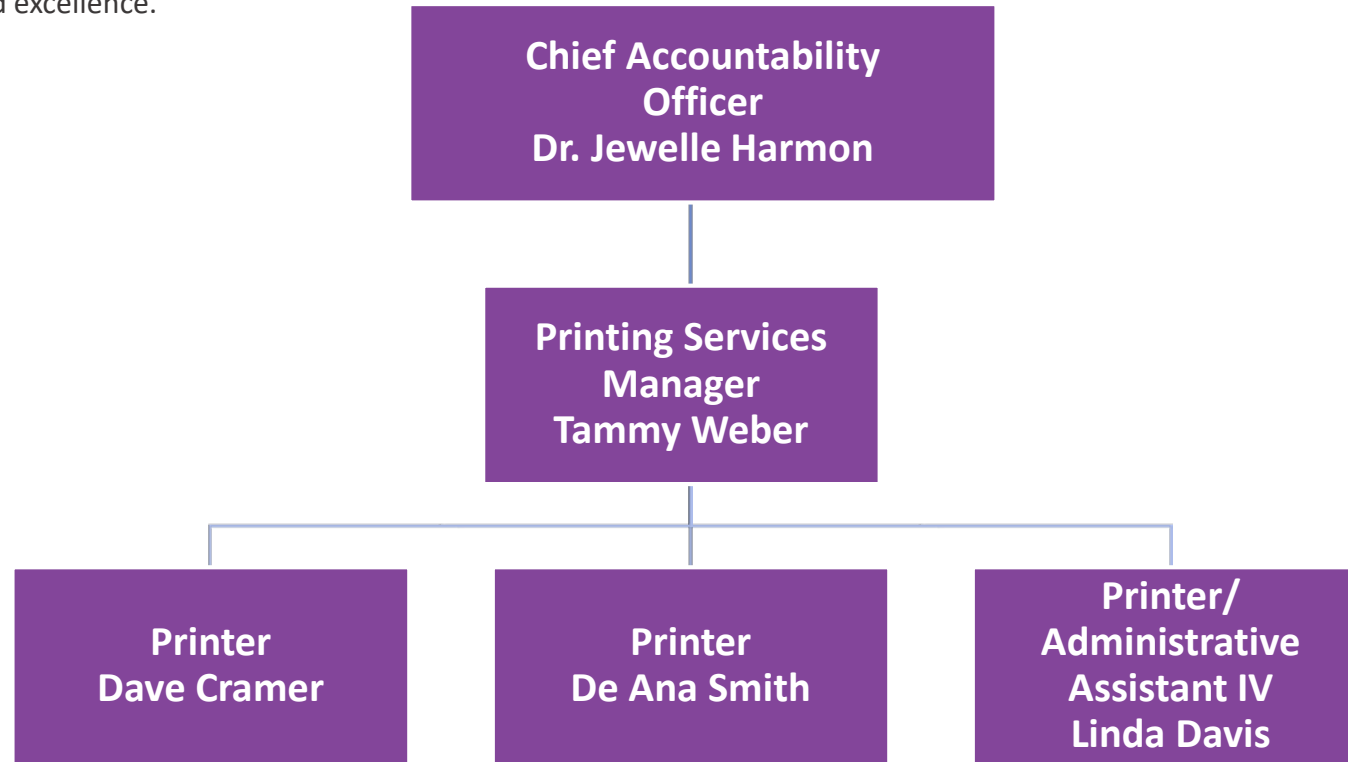 excellence.
Chief Accountability
Officer
Dr. Jewelle Harmon
Printing Services
Manager
Tammy Weber
Printer
Dave Cramer
Printer
De Ana Smith
Printer/
Administrative
Assistant IV
Linda Davis